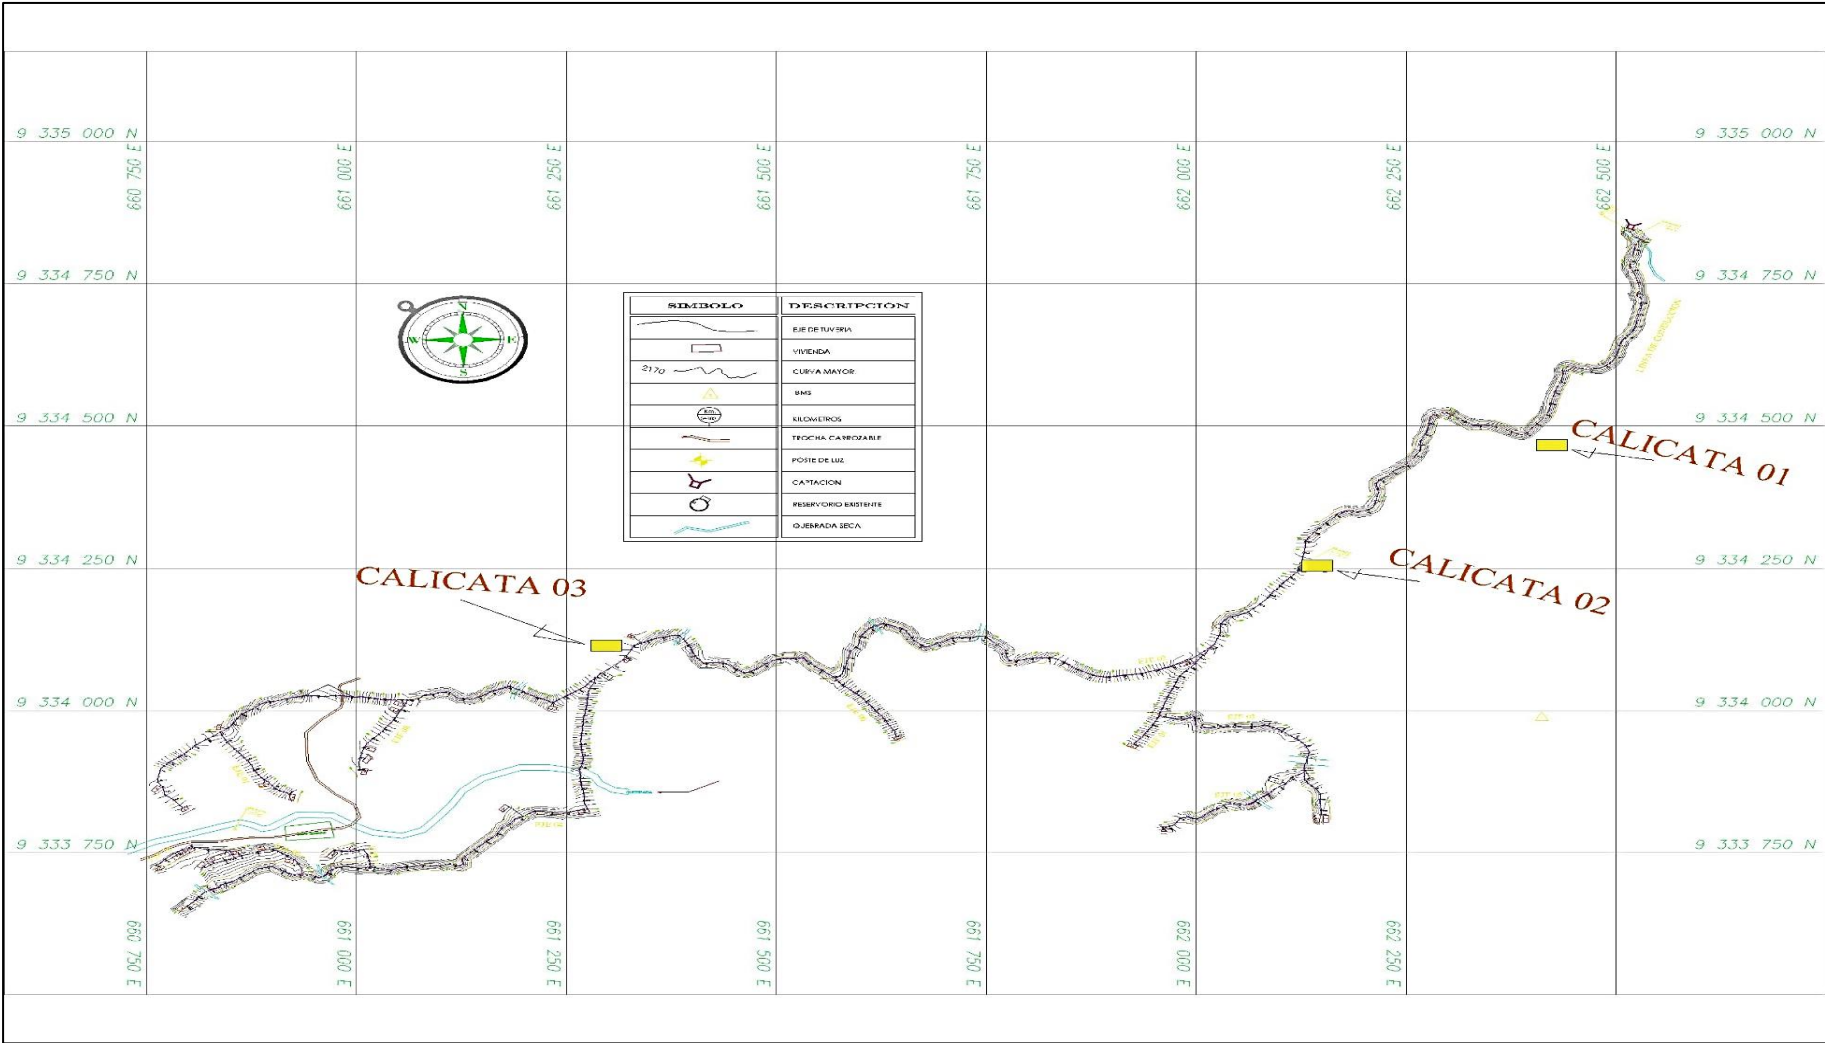 9 335 000 N
9 335 000 N
660 750 E
661 000 E
661 250 E
661 500 E
661 750 E
662 000 E
662 250 E
662 500 E
9 334 750 N
9 334 750 N
N
W
E
S
SIMBOLO DESCRIPCIÓN
EJE DE TUVERIA
VIVIENDA
2170 CURVA MAYOR
BMS
KILOMETROS
TROCHA CARROZABLE
POSTE DE LUZ
CAPTACION
RESERVORIO EXISTENTE
QUEBRADA SECA
9 334 500 N
9 334 500 N
CALICATA 01
9 334 250 N
9 334 250 N
CALICATA 02
CALICATA 03
9 334 000 N
9 334 000 N
9 333 750 N
9 333 750 N
660 750 E
661 000 E
661 250 E
661 500 E
661 750 E
662 000 E
662 250 E